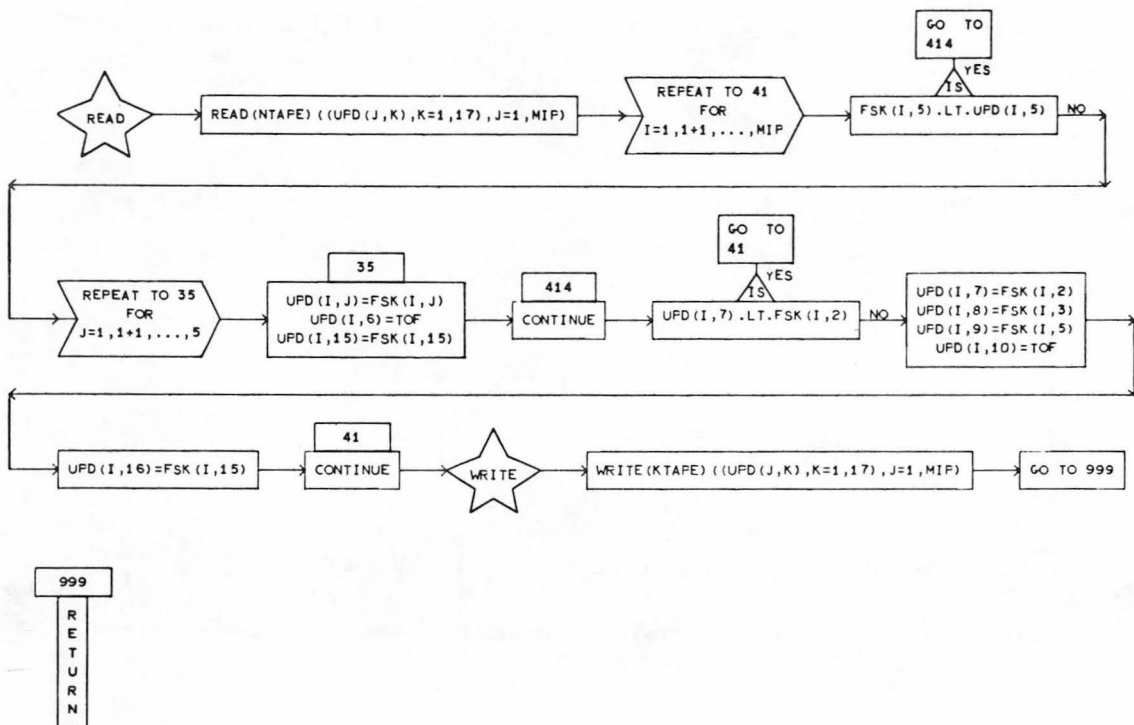 GO TO
414
YES
IS
READ
READ(NTAPE)((UPD(J,K),K=1,17),J=1,MIP)
REPEAT TO 41
FOR
I=1,1+1,...,MIP
FSK(I,5).LT.UPD(I,5)
NO
REPEAT TO 35
FOR
J=1,1+1,...,5
35
UPD(I,J)=FSK(I,J)
UPD(I,6)=TOF
UPD(I,15)=FSK(I,15)
414
CONTINUE
GO TO
41
YES
IS
UPD(I,7).LT.FSK(I,2)
NO
UPD(I,7)=FSK(I,2)
UPD(I,8)=FSK(I,3)
UPD(I,9)=FSK(I,5)
UPD(I,10)=TOF
UPD(I,16)=FSK(I,15)
41
CONTINUE
WRITE
WRITE(KTAPE)((UPD(J,K),K=1,17),J=1,MIP)
GO TO 999
999
R
E
T
U
R
N